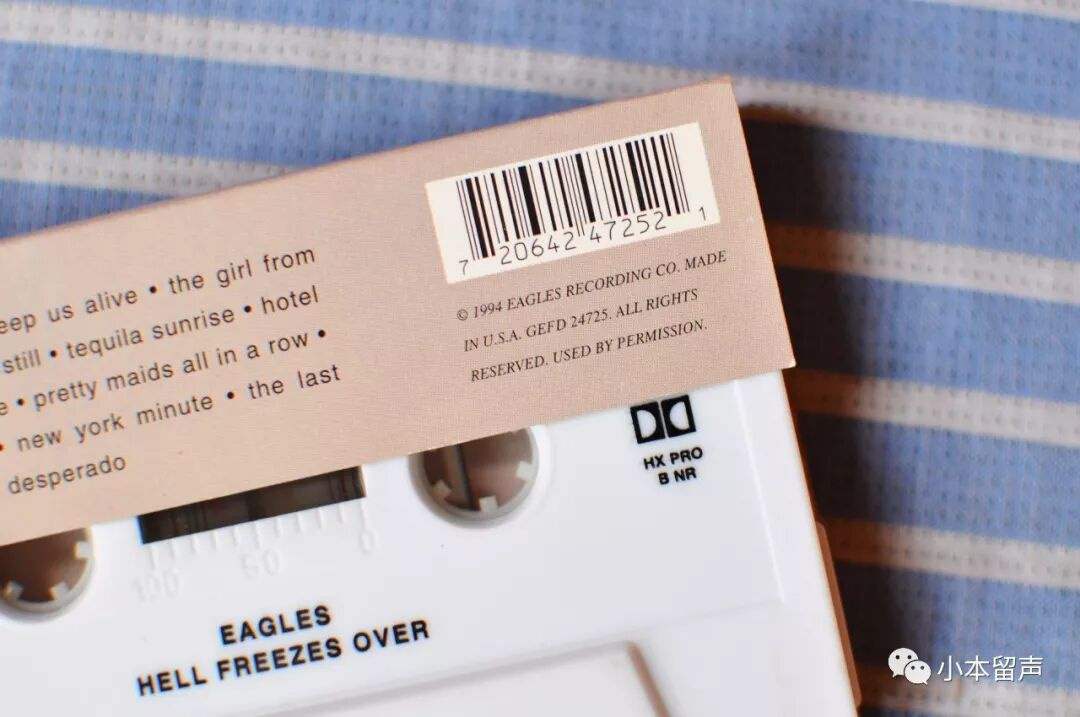 7 20642 47252 1
© 1994 EAGLES RECORDING CO. MADE
IN U.S.A. GEFD 24725. ALL RIGHTS
RESERVED. USED BY PERMISSION.
eep us alive • the girl from
still • tequila sunrise • hotel
e • pretty maids all in a row •
• new york minute • the last
desperado
HX PRO
B NR
100 50 0
EAGLES
HELL FREEZES OVER
小本留声